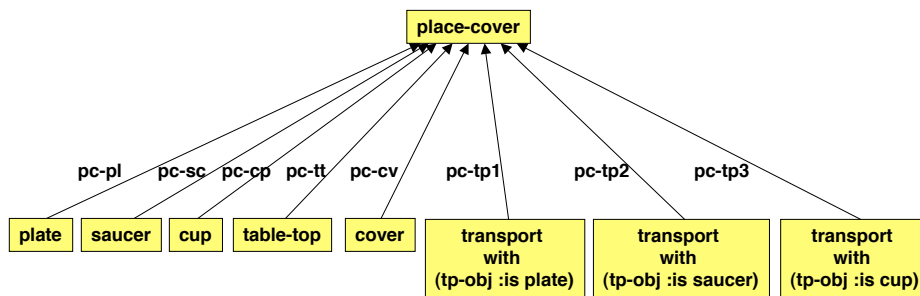 place-cover
pc-pl pc-sc pc-cp pc-tt pc-cv pc-tp1 pc-tp2 pc-tp3
plate saucer cup table-top cover
transport
with
(tp-obj :is plate)
transport
with
(tp-obj :is saucer)
transport
with
(tp-obj :is cup)